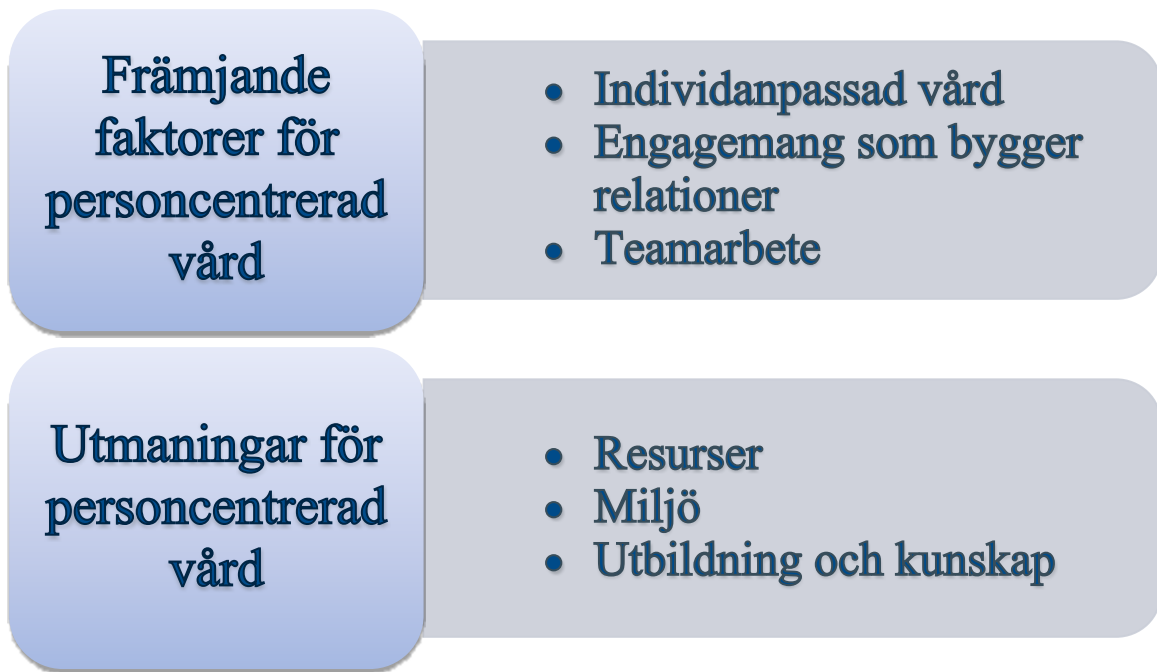 Främjande
faktorer för
personcentrerad
vård
• Individanpassad vård
• Engagemang som bygger
relationer
• Teamarbete
Utmaningar för
personcentrerad
vård
• Resurser
• Miljö
• Utbildning och kunskap